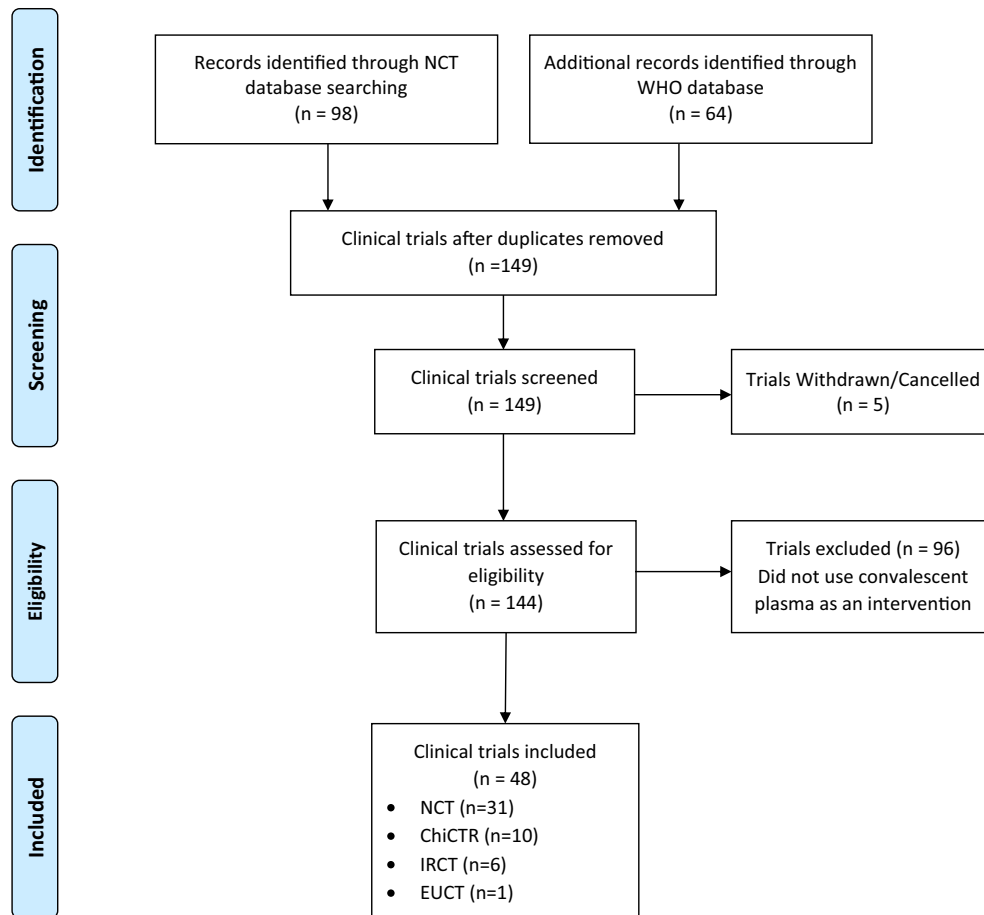 Identification
Records identified through NCT
database searching
(n = 98)
Additional records identified through
WHO database
(n = 64)
Screening
Clinical trials after duplicates removed
(n =149)
Clinical trials screened
(n = 149)
Trials Withdrawn/Cancelled
(n = 5)
Eligibility
Clinical trials assessed for
eligibility
(n = 144)
Trials excluded (n = 96)
Did not use convalescent
plasma as an intervention
Included
Clinical trials included
(n = 48)
• NCT (n=31)
• ChiCTR (n=10)
• IRCT (n=6)
• EUCT (n=1)